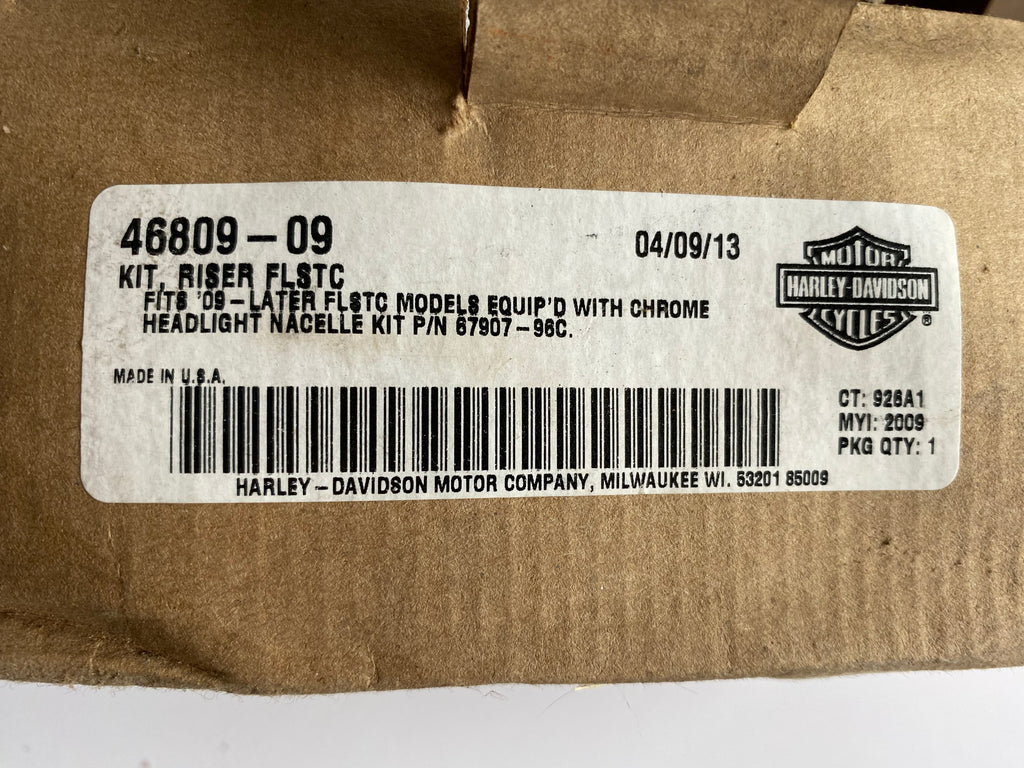 46809-09
04/09/13
KIT, RISER FLSTC
FITS '09-LATER FLSTC MODELS EQUIP'D WITH CHROME
HEADLIGHT NACELLE KIT P/N 67907-96C.
MOTOR
HARLEY-DAVIDSON
CYCLES
®
MADE IN U.S.A.
CT: 926A1
MYI: 2009
PKG QTY: 1
HARLEY-DAVIDSON MOTOR COMPANY, MILWAUKEE WI. 53201 85009